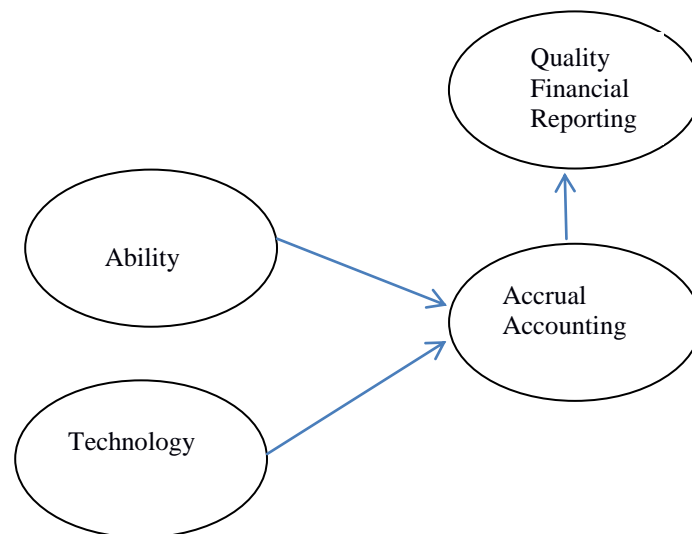 Quality
Financial
Reporting
Ability
Accrual
Accounting
Technology